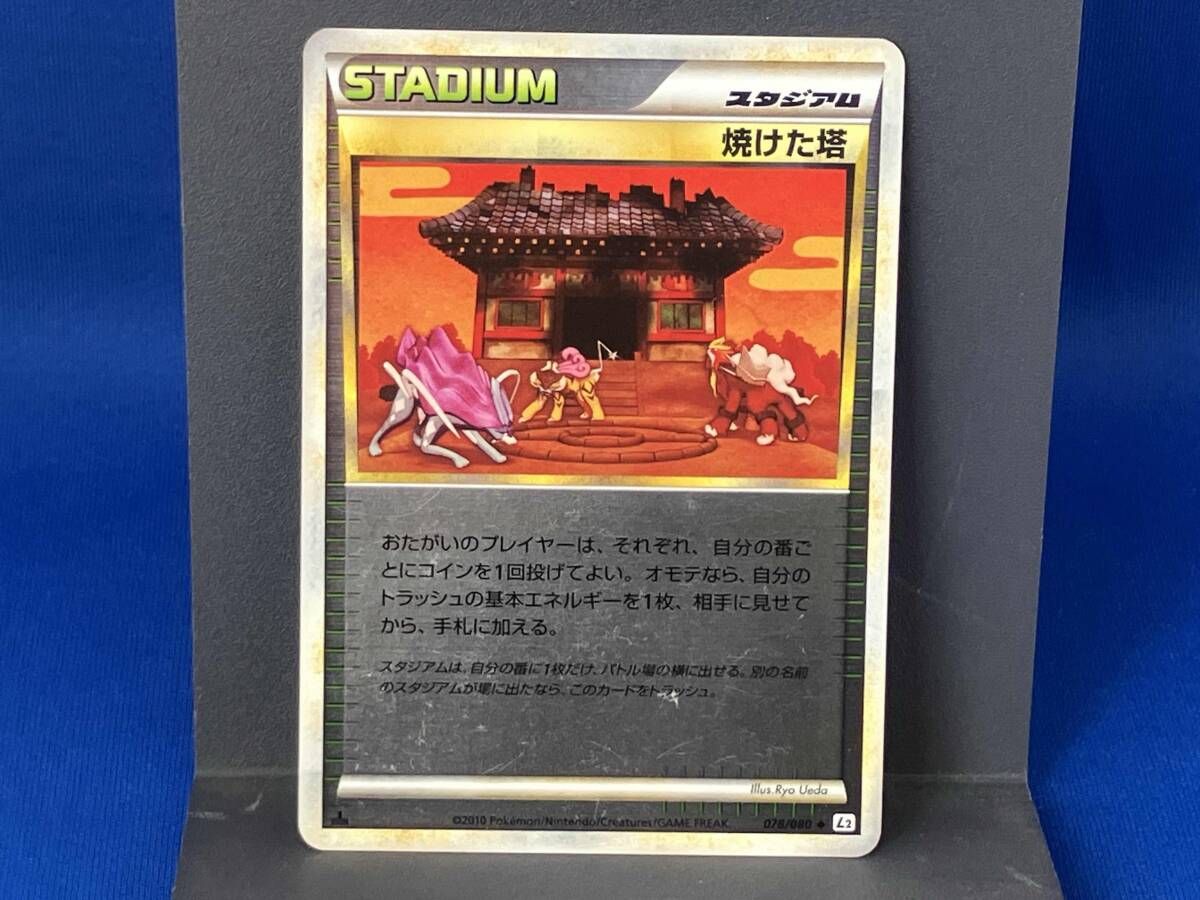 STADIUM
スタジアム
焼けた塔
おたがいのプレイヤーは、それぞれ、自分の番ご
とにコインを1回投げてよい。オモテなら、自分の
トラッシュの基本エネルギーを1枚、相手に見せて
から、手札に加える。
スタジアムは、自分の番に1枚だけ、バトル場の横に出せる。別の名前
のスタジアムが場に出たなら、このカードをトラッシュ。
Illus.Ryo Ueda
©2010 Pokémon/Nintendo/Creatures/GAME FREAK.
078/080 ◆ L2